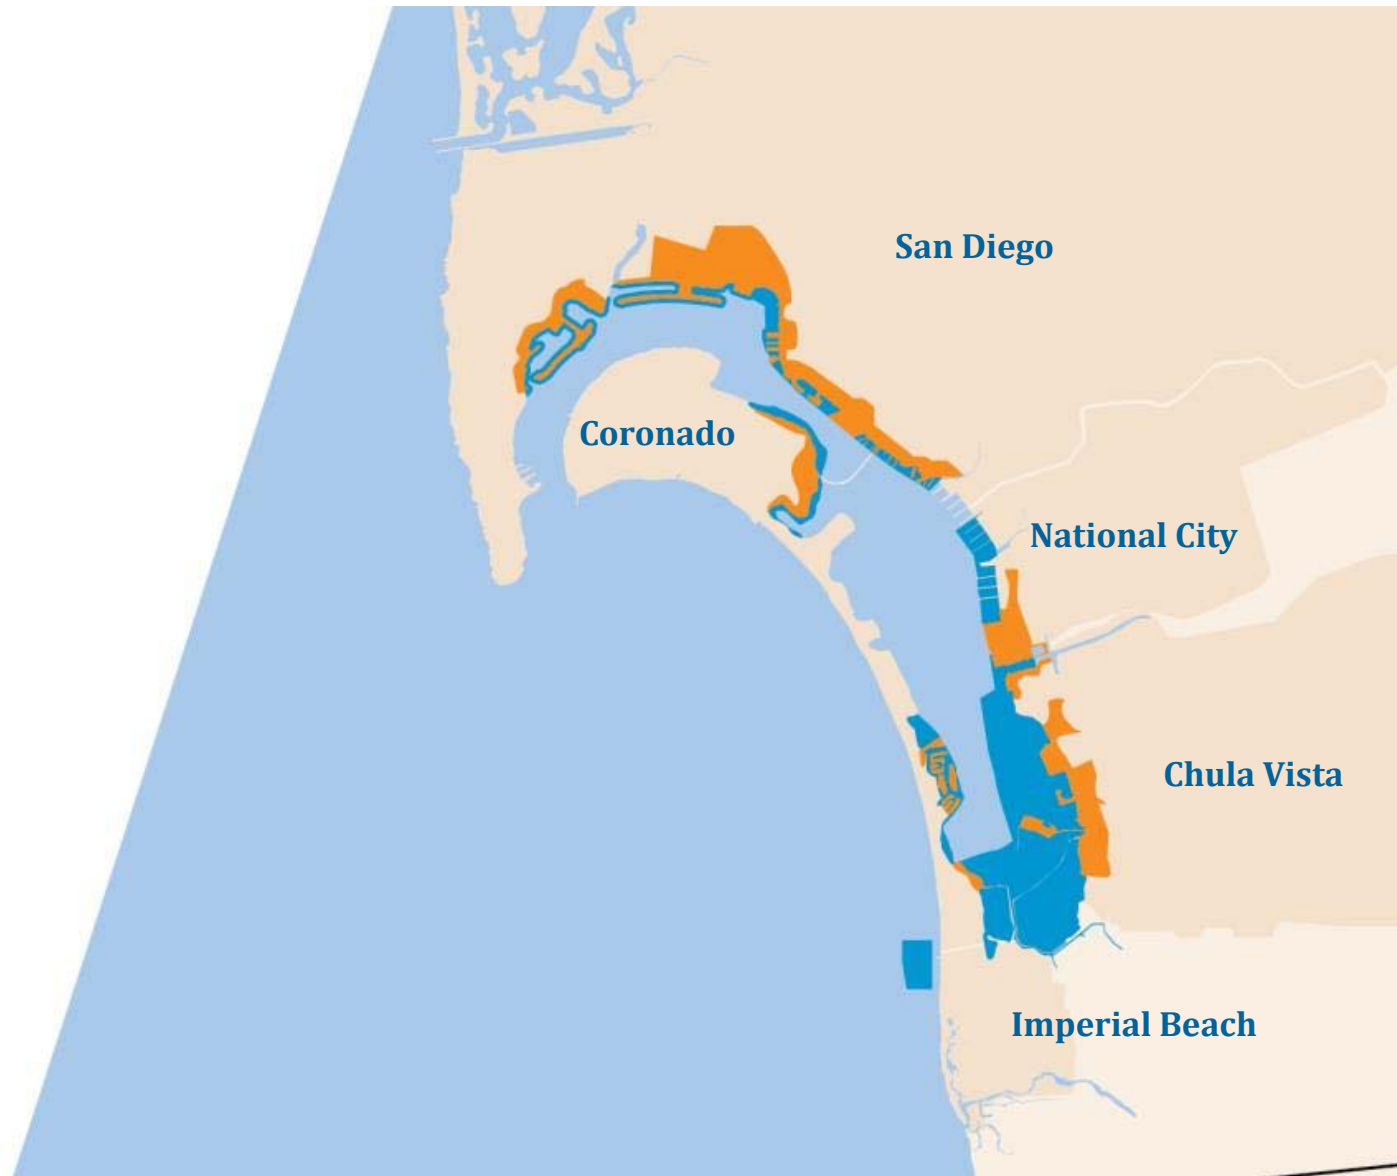 San Diego
Coronado
National City
Chula Vista
Imperial Beach